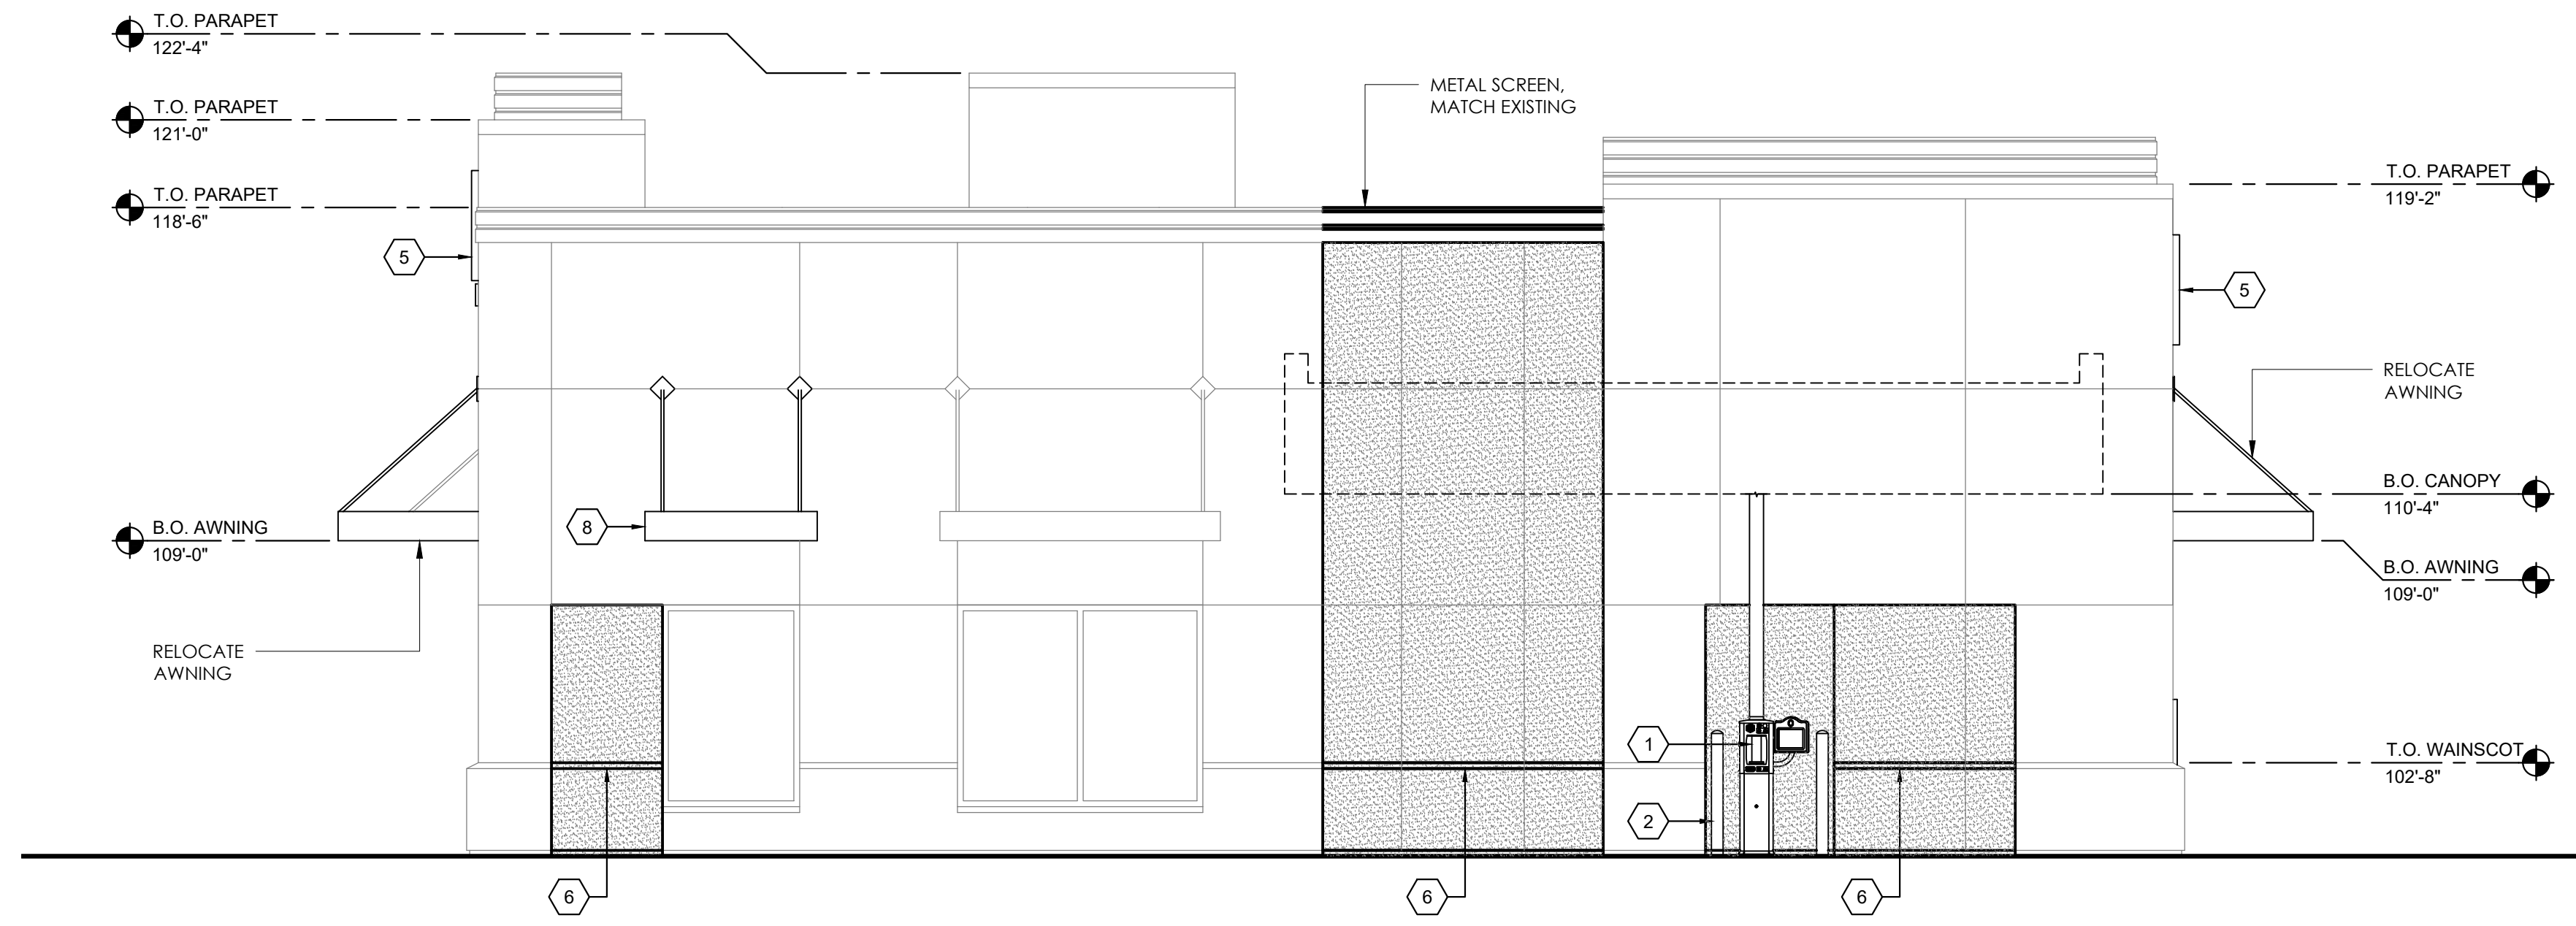 T.O. PARAPET
122'-4"
T.O. PARAPET
121'-0"
T.O. PARAPET
118'-6"
METAL SCREEN,
MATCH EXISTING
T.O. PARAPET
119'-2"
5
5
RELOCATE
AWNING
B.O. CANOPY
110'-4"
B.O. AWNING
109'-0"
8
B.O. AWNING
109'-0"
RELOCATE
AWNING
1
T.O. WAINSCOT
102'-8"
2
6
6
6